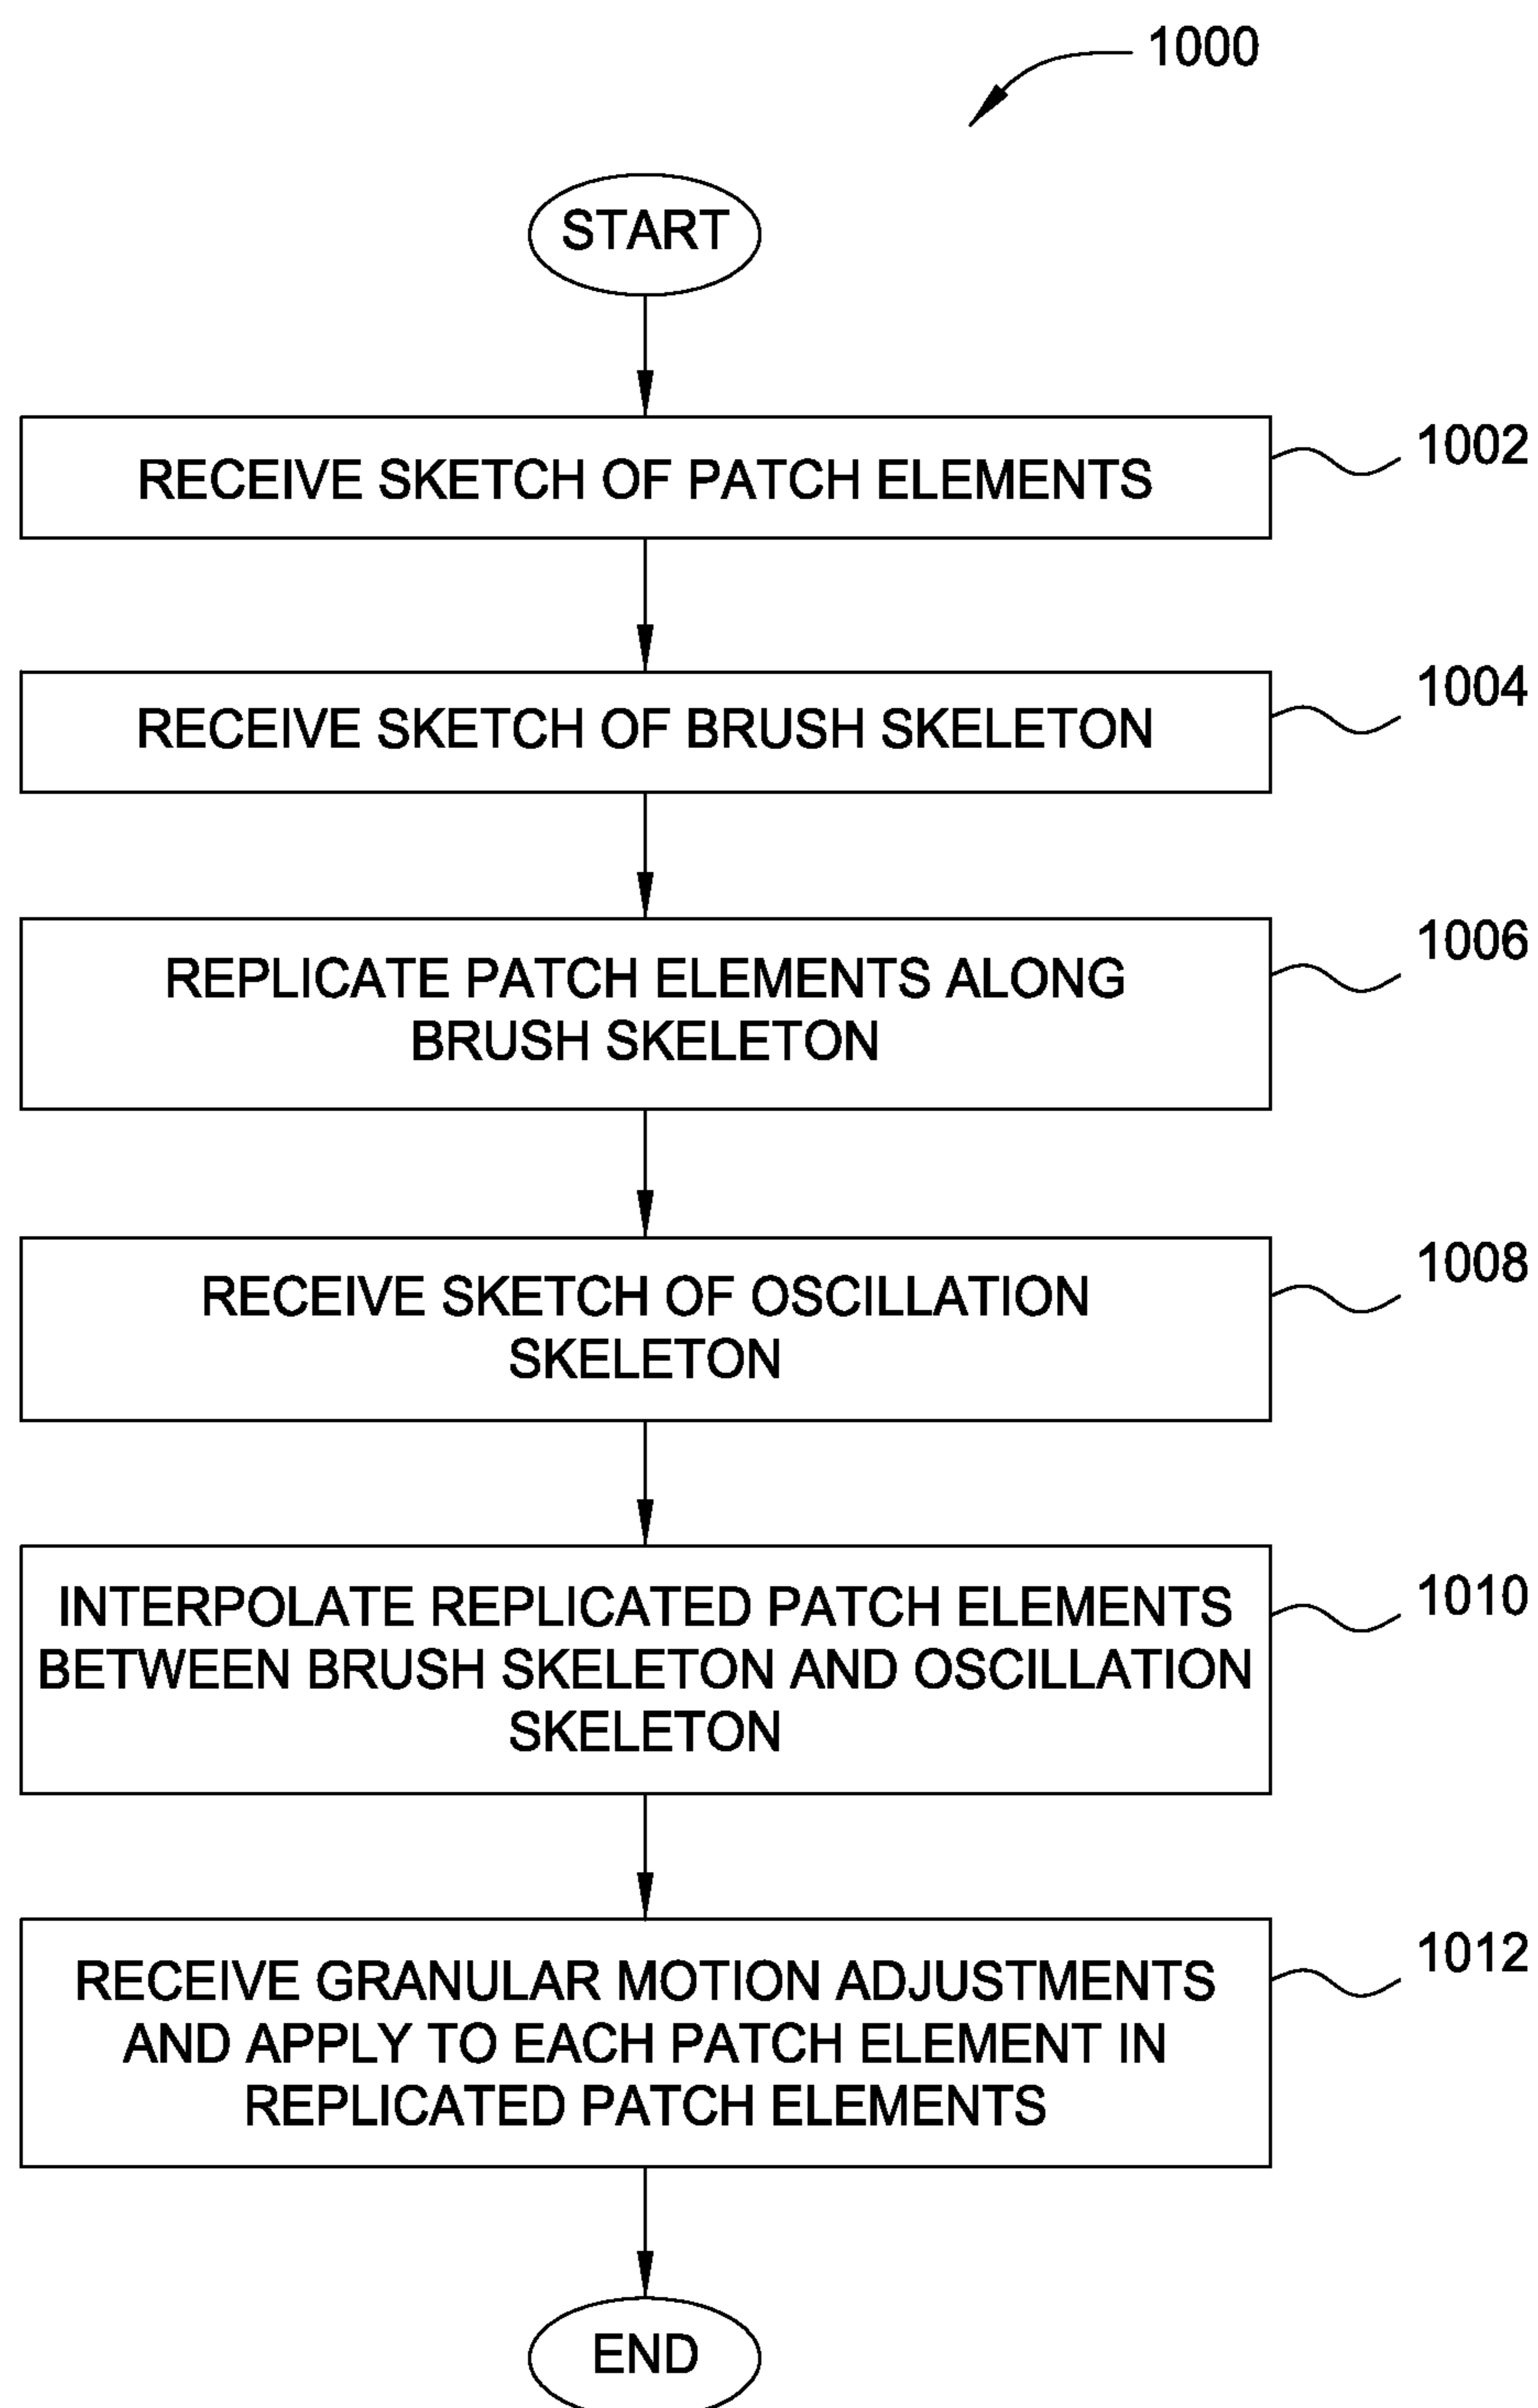 1000
START
RECEIVE SKETCH OF PATCH ELEMENTS
1002
RECEIVE SKETCH OF BRUSH SKELETON
1004
REPLICATE PATCH ELEMENTS ALONG
BRUSH SKELETON
1006
RECEIVE SKETCH OF OSCILLATION
SKELETON
1008
INTERPOLATE REPLICATED PATCH ELEMENTS
BETWEEN BRUSH SKELETON AND OSCILLATION
SKELETON
1010
RECEIVE GRANULAR MOTION ADJUSTMENTS
AND APPLY TO EACH PATCH ELEMENT IN
REPLICATED PATCH ELEMENTS
1012
END